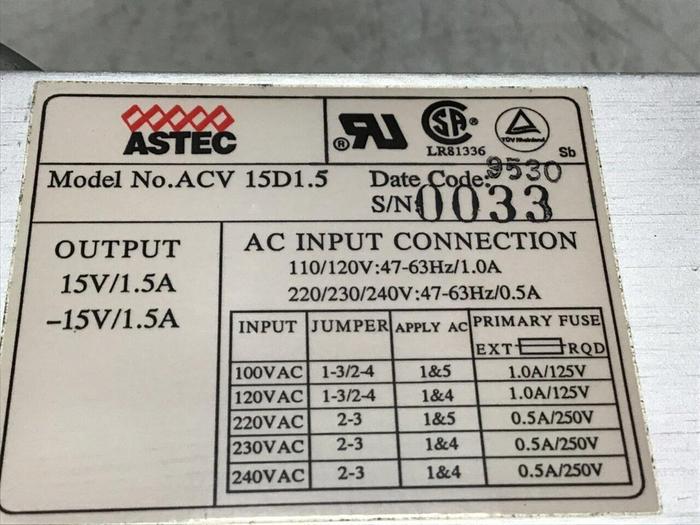 ASTEC
® RU
SA
LR81336
TÜV Rheinland
Sb
Model No.ACV 15D1.5
Date Code: 9530
S/N 0033
OUTPUT
15V/1.5A
-15V/1.5A
AC INPUT CONNECTION
110/120V:47-63Hz/1.0A
220/230/240V:47-63Hz/0.5A
INPUT JUMPER APPLY AC PRIMARY FUSE
EXT RQD
100VAC 1-3/2-4 1&5 1.0A/125V
120VAC 1-3/2-4 1&4 1.0A/125V
220VAC 2-3 1&5 0.5A/250V
230VAC 2-3 1&4 0.5A/250V
240VAC 2-3 1&4 0.5A/250V